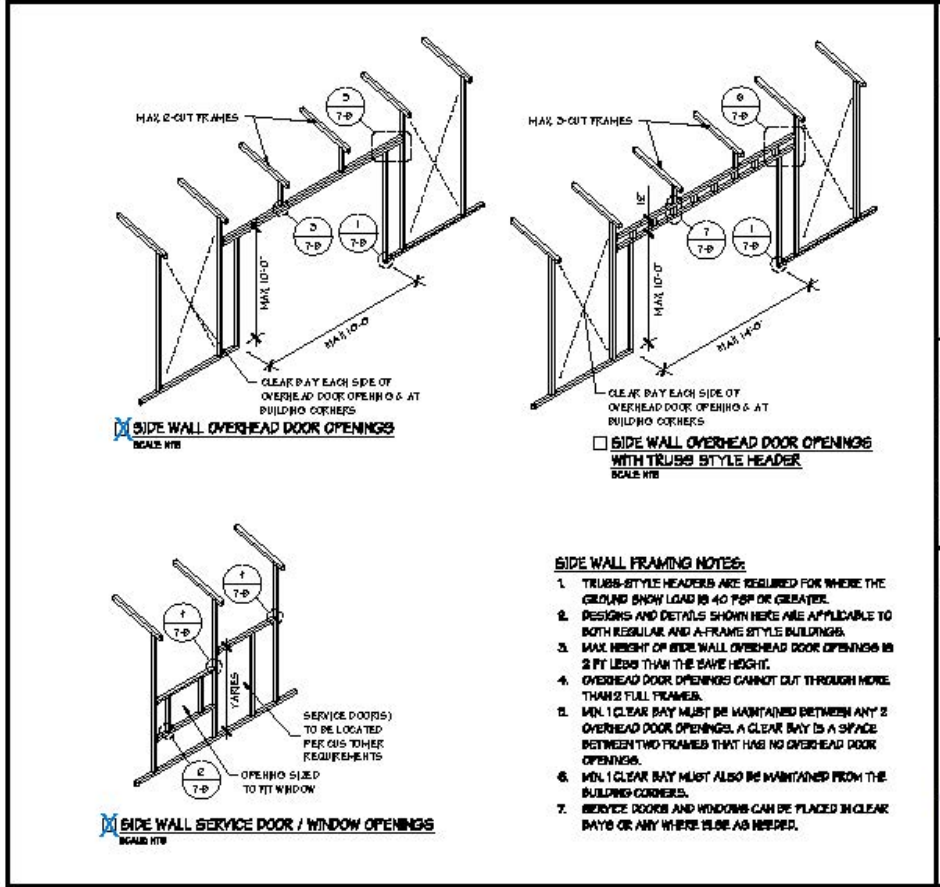 MAX 2-CUT FRAMES
5
7-D
3
7-D
1
7-D
MAX 10'-0"
MAX 10'-0"
CLEAR BAY EACH SIDE OF
OVERHEAD DOOR OPENING & AT
BUILDING CORNERS
SIDE WALL OVERHEAD DOOR OPENINGS
SCALE: NTS
MAX 3-CUT FRAMES
7-D
12"
7
7-D
1
7-D
MAX 10'-0"
MAX 14'-0"
CLEAR BAY EACH SIDE OF
OVERHEAD DOOR OPENING & AT
BUILDING CORNERS
SIDE WALL OVERHEAD DOOR OPENINGS
WITH TRUSS STYLE HEADER
SCALE: NTS
7-D
7-D
VARIES
SERVICE DOOR(S)
TO BE LOCATED
PER CUSTOMER
REQUIREMENTS
OPENING SIZED
TO FIT WINDOW
2
7-D
SIDE WALL SERVICE DOOR / WINDOW OPENINGS
SCALE: NTS
SIDE WALL FRAMING NOTES:
1. TRUSS-STYLE HEADERS ARE REQUIRED FOR WHERE THE
GROUND SNOW LOAD IS 40 PSF OR GREATER.
2. DESIGNS AND DETAILS SHOWN HERE ARE APPLICABLE TO
BOTH REGULAR AND A-FRAME STYLE BUILDINGS.
3. MAX. HEIGHT OF SIDE WALL OVERHEAD DOOR OPENINGS IS
2 FT LESS THAN THE EAVE HEIGHT.
4. OVERHEAD DOOR OPENINGS CANNOT CUT THROUGH MORE
THAN 2 FULL FRAMES.
5. MIN. 1 CLEAR BAY MUST BE MAINTAINED BETWEEN ANY 2
OVERHEAD DOOR OPENINGS. A CLEAR BAY IS A SPACE
BETWEEN TWO FRAMES THAT HAS NO OVERHEAD DOOR
OPENINGS.
6. MIN. 1 CLEAR BAY MUST ALSO BE MAINTAINED FROM THE
BUILDING CORNERS.
7. SERVICE DOORS AND WINDOWS CAN BE PLACED IN CLEAR
BAYS OR ANY WHERE ELSE AS NEEDED.